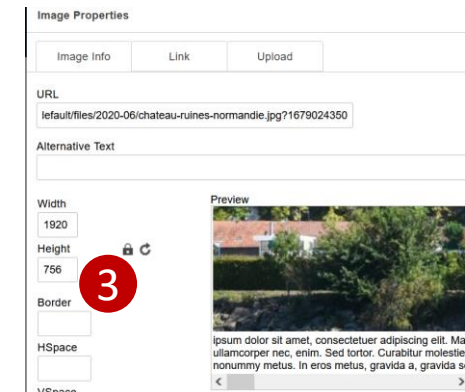 Image Properties
Image Info Link Upload
URL
lefault/files/2020-06/chateau-ruines-normandie.jpg?1679024350
Alternative Text
Width
1920
Height
756
3
Border
HSpace
VSpace
Preview
ipsum dolor sit amet, consectetuer adipiscing elit. Ma
ullamcorper nec, enim. Sed tortor. Curabitur molestie
nonummy metus. In eros metus, gravida a, gravida s